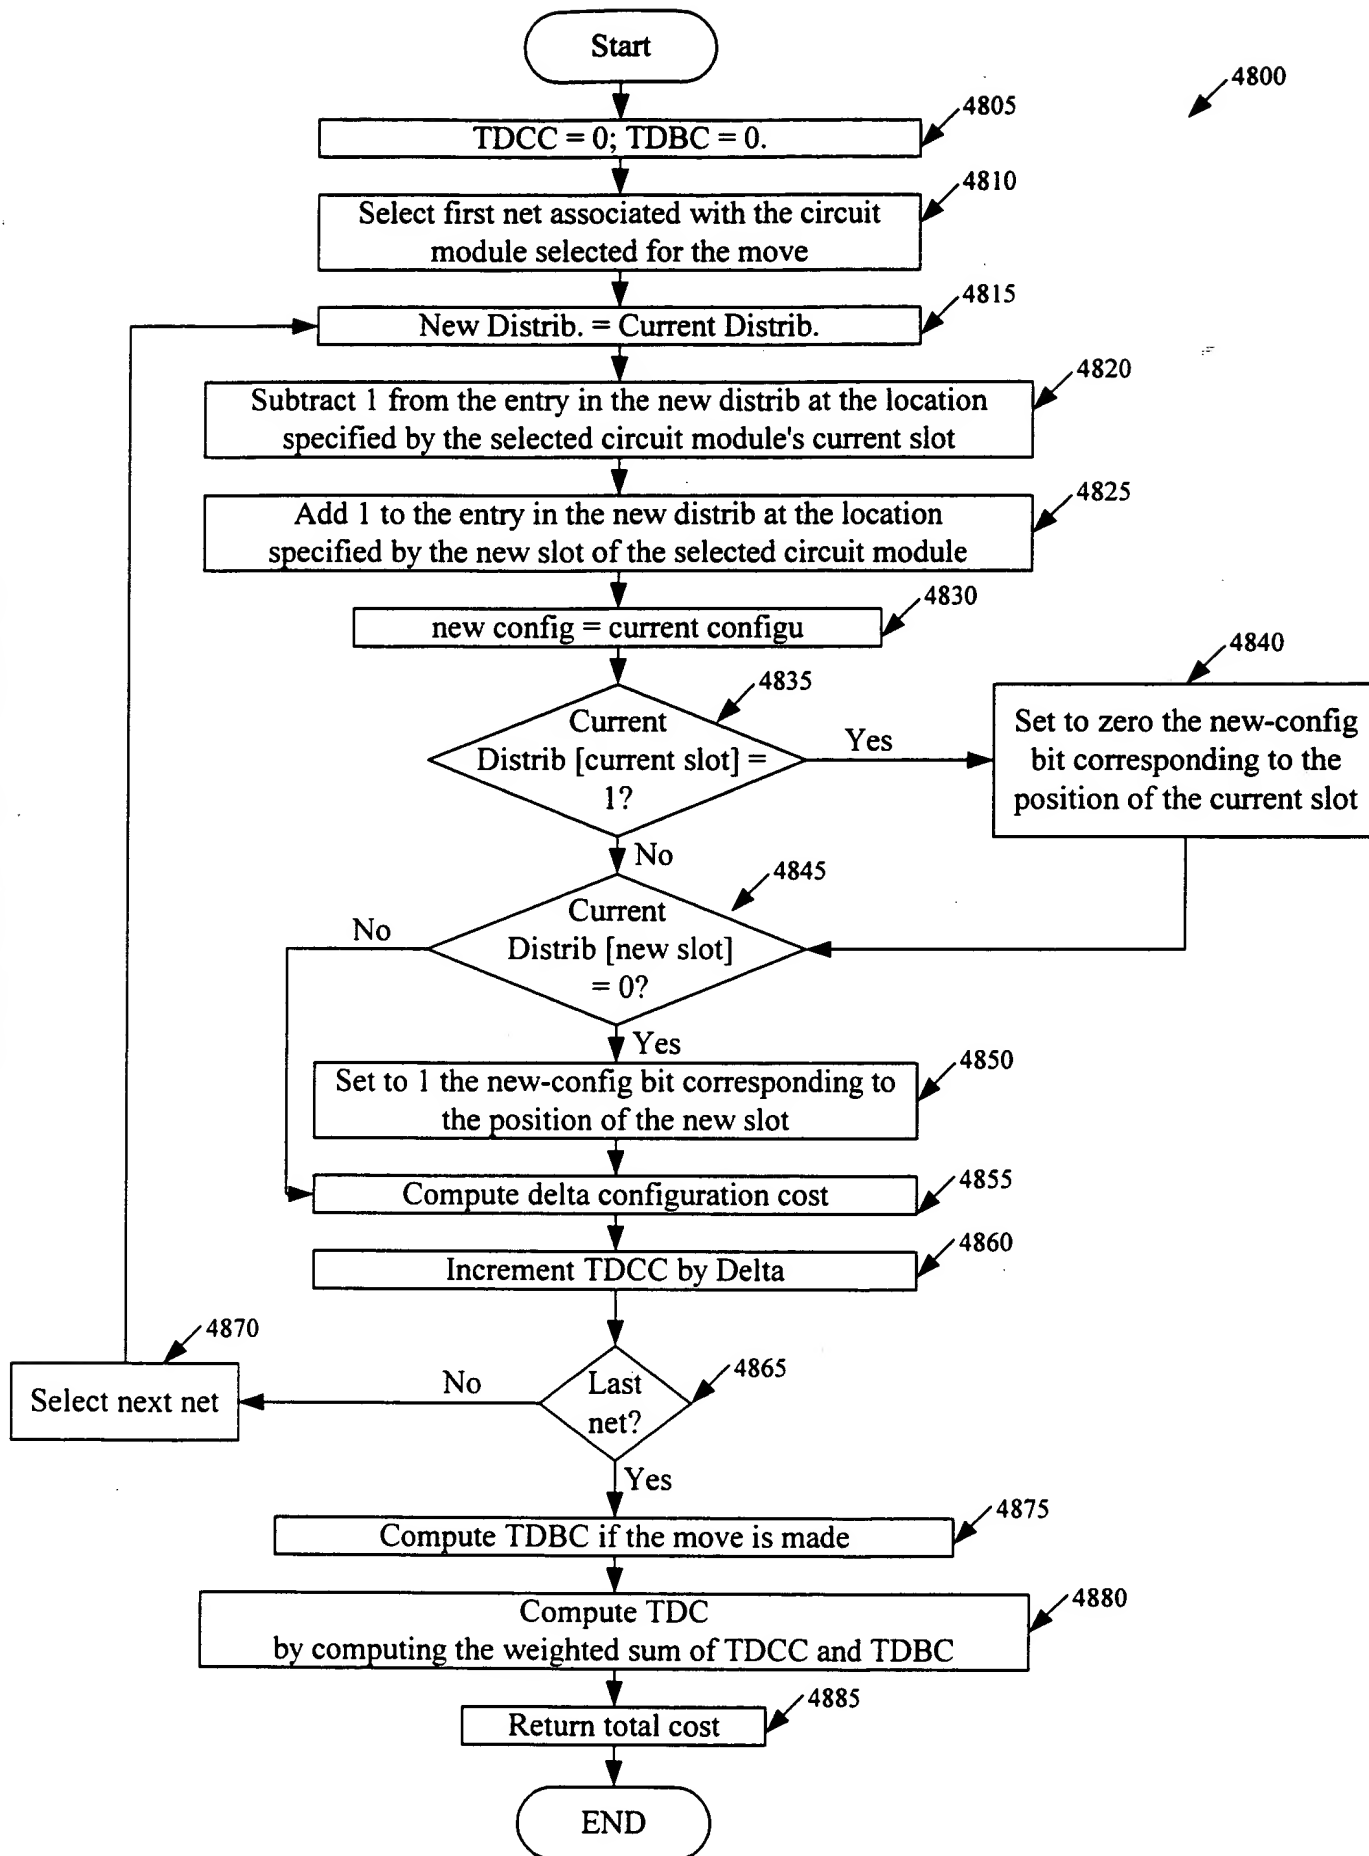 Start
4800
4805
TDCC = 0; TDBC = 0.
4810
Select first net associated with the circuit
module selected for the move
4815
New Distrib. = Current Distrib.
4820
Subtract 1 from the entry in the new distrib at the location
specified by the selected circuit module's current slot
4825
Add 1 to the entry in the new distrib at the location
specified by the new slot of the selected circuit module
4830
new config = current configu
4835
Current
Distrib [current slot] =
1?
Yes
4840
Set to zero the new-config
bit corresponding to the
position of the current slot
No
4845
Current
Distrib [new slot]
= 0?
No
Yes
4850
Set to 1 the new-config bit corresponding to
the position of the new slot
4855
Compute delta configuration cost
4860
Increment TDCC by Delta
4865
Last
net?
No
4870
Select next net
Yes
4875
Compute TDBC if the move is made
4880
Compute TDC
by computing the weighted sum of TDCC and TDBC
4885
Return total cost
END